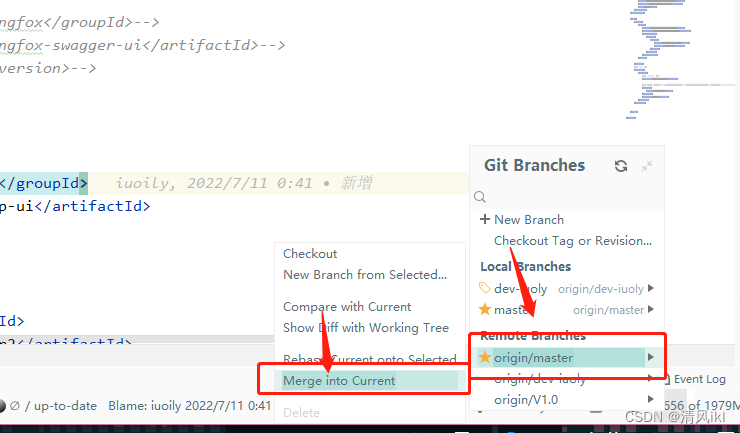 ngfox</groupId>-->
ngfox-swagger-ui</artifactId>-->
version>-->
</groupId> iuoily, 2022/7/11 0:41 • 新增
p-ui</artifactId>
Id>
n2</artifactId>
Git Branches
New Branch
Checkout Tag or Revision...
Local Branches
dev-iuoly origin/dev-iuoly
master origin/master
Remote Branches
origin/master
origin/dev-iuoly
origin/V1.0
Checkout
New Branch from Selected...
Compare with Current
Show Diff with Working Tree
Rebase Current onto Selected
Merge into Current
Delete
Event Log
/ up-to-date Blame: iuoily 2022/7/11 0:41
656 of 1979M
CSDN @清风ikl